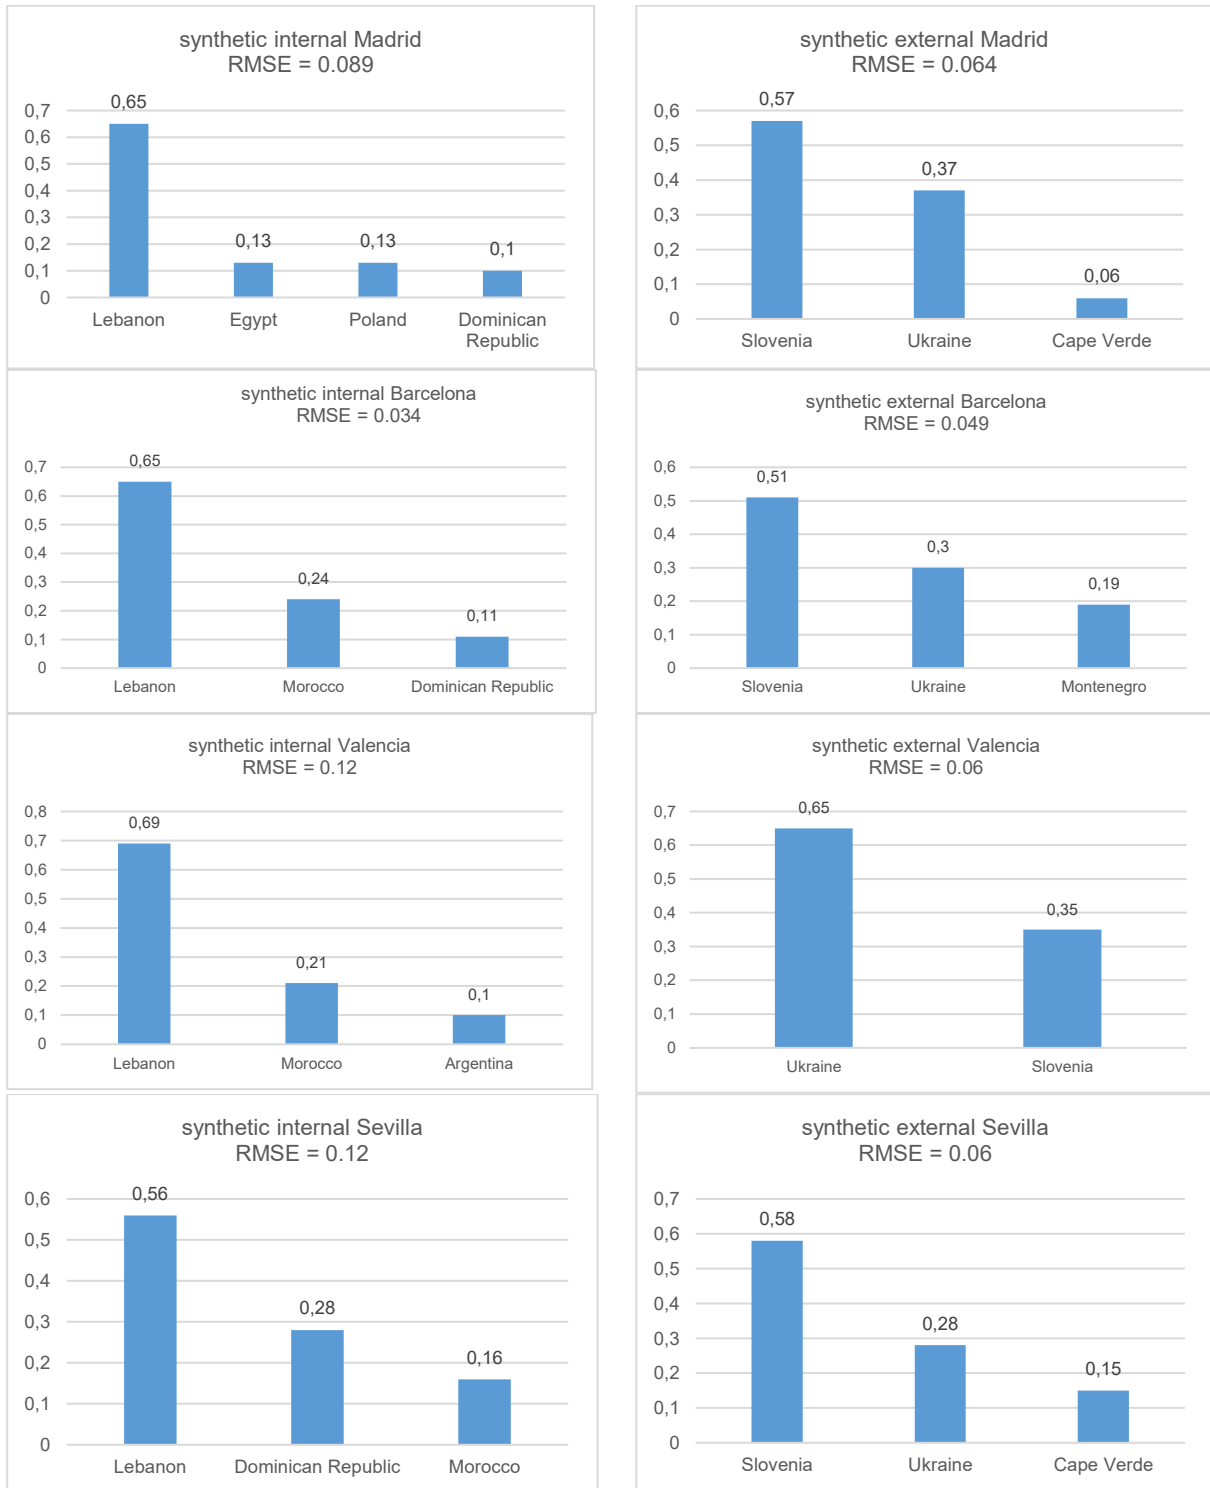 synthetic internal Madrid
RMSE = 0.089
0,7
0,6
0,5
0,4
0,3
0,2
0,1
0
0,65
0,13
0,13
0,1
Lebanon
Egypt
Poland
Dominican
Republic
synthetic external Madrid
RMSE = 0.064
0,6
0,5
0,4
0,3
0,2
0,1
0
0,57
0,37
0,06
Slovenia
Ukraine
Cape Verde
synthetic internal Barcelona
RMSE = 0.034
0,7
0,6
0,5
0,4
0,3
0,2
0,1
0
0,65
0,24
0,11
Lebanon
Morocco
Dominican Republic
synthetic external Barcelona
RMSE = 0.049
0,6
0,5
0,4
0,3
0,2
0,1
0
0,51
0,3
0,19
Slovenia
Ukraine
Montenegro
synthetic internal Valencia
RMSE = 0.12
0,8
0,7
0,6
0,5
0,4
0,3
0,2
0,1
0
0,69
0,21
0,1
Lebanon
Morocco
Argentina
synthetic external Valencia
RMSE = 0.06
0,7
0,6
0,5
0,4
0,3
0,2
0,1
0
0,65
0,35
Ukraine
Slovenia
synthetic internal Sevilla
RMSE = 0.12
0,6
0,5
0,4
0,3
0,2
0,1
0
0,56
0,28
0,16
Lebanon
Dominican Republic
Morocco
synthetic external Sevilla
RMSE = 0.06
0,7
0,6
0,5
0,4
0,3
0,2
0,1
0
0,58
0,28
0,15
Slovenia
Ukraine
Cape Verde